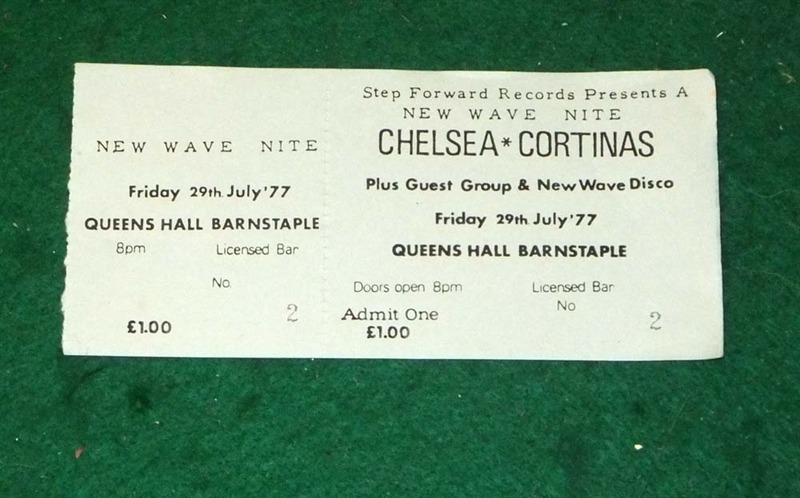 NEW WAVE NITE
Friday 29th July '77
QUEENS HALL BARNSTAPLE
8pm Licensed Bar
No. 2
£1.00
Step Forward Records Presents A
NEW WAVE NITE
CHELSEA * CORTINAS
Plus Guest Group & New Wave Disco
Friday 29th July '77
QUEENS HALL BARNSTAPLE
Doors open 8pm Licensed Bar
No 2
Admit One
£1.00